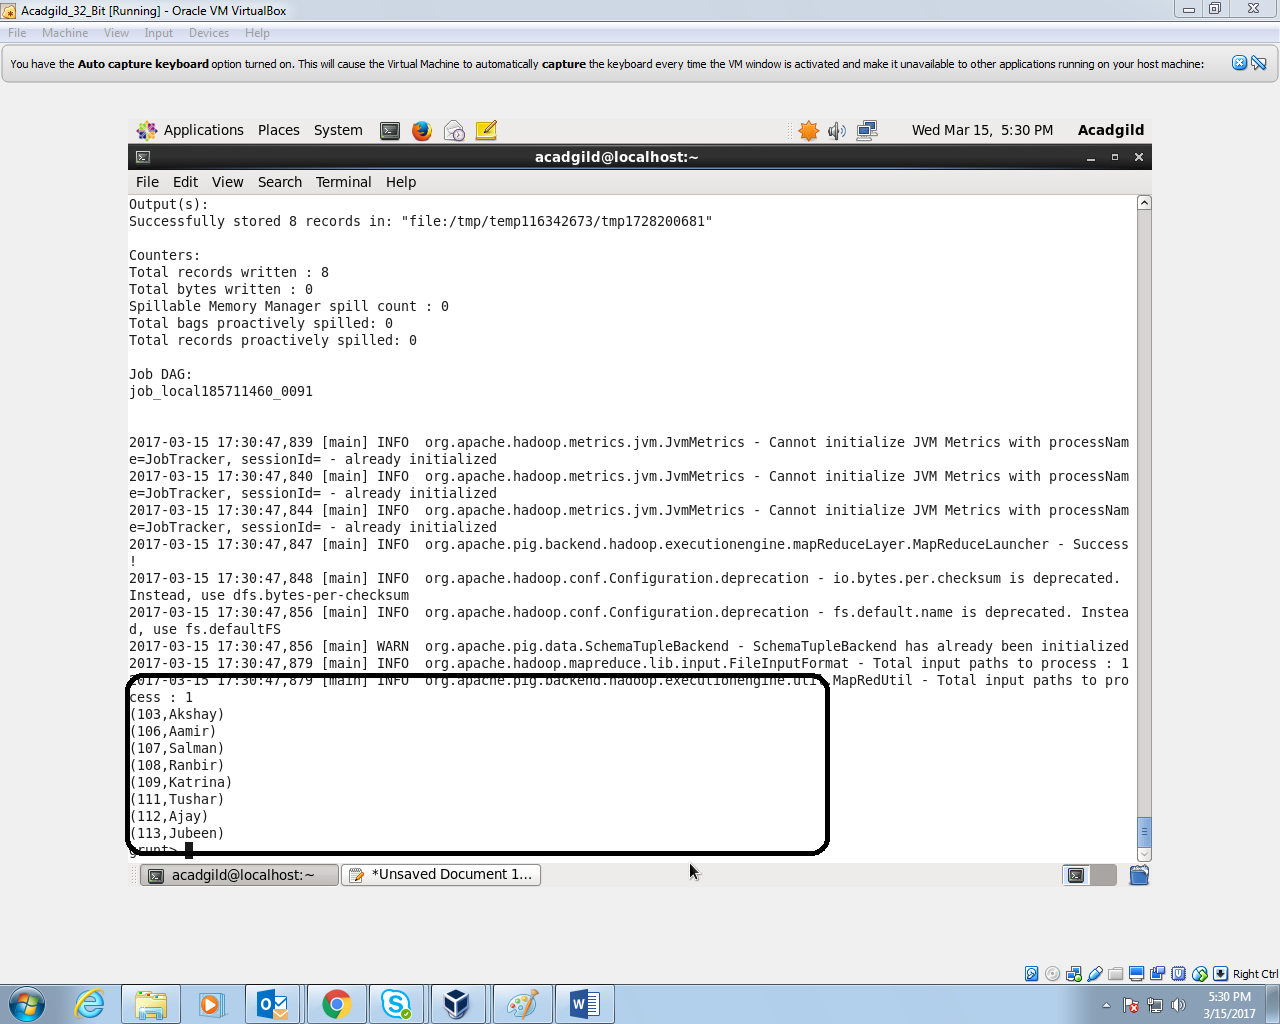 Acadgild_32_Bit [Running] - Oracle VM VirtualBox
File Machine View Input Devices Help
You have the Auto capture keyboard option turned on. This will cause the Virtual Machine to automatically capture the keyboard every time the VM window is activated and make it unavailable to other applications running on your host machine:
Applications Places System Wed Mar 15, 5:30 PM Acadgild
acadgild@localhost:~
File Edit View Search Terminal Help
Output(s):
Successfully stored 8 records in: "file:/tmp/temp116342673/tmp1728200681"
Counters:
Total records written : 8
Total bytes written : 0
Spillable Memory Manager spill count : 0
Total bags proactively spilled: 0
Total records proactively spilled: 0
Job DAG:
job_local185711460_0091
2017-03-15 17:30:47,839 [main] INFO  org.apache.hadoop.metrics.jvm.JvmMetrics - Cannot initialize JVM Metrics with processNam
e=JobTracker, sessionId= - already initialized
2017-03-15 17:30:47,840 [main] INFO  org.apache.hadoop.metrics.jvm.JvmMetrics - Cannot initialize JVM Metrics with processNam
e=JobTracker, sessionId= - already initialized
2017-03-15 17:30:47,844 [main] INFO  org.apache.hadoop.metrics.jvm.JvmMetrics - Cannot initialize JVM Metrics with processNam
e=JobTracker, sessionId= - already initialized
2017-03-15 17:30:47,847 [main] INFO  org.apache.pig.backend.hadoop.executionengine.mapReduceLayer.MapReduceLauncher - Success
!
2017-03-15 17:30:47,848 [main] INFO  org.apache.hadoop.conf.Configuration.deprecation - io.bytes.per.checksum is deprecated.
Instead, use dfs.bytes-per-checksum
2017-03-15 17:30:47,856 [main] INFO  org.apache.hadoop.conf.Configuration.deprecation - fs.default.name is deprecated. Instea
d, use fs.defaultFS
2017-03-15 17:30:47,856 [main] WARN  org.apache.pig.data.SchemaTupleBackend - SchemaTupleBackend has already been initialized
2017-03-15 17:30:47,879 [main] INFO  org.apache.hadoop.mapreduce.lib.input.FileInputFormat - Total input paths to process : 1
2017-03-15 17:30:47,879 [main] INFO  org.apache.pig.backend.hadoop.executionengine.util.MapRedUtil - Total input paths to pro
cess : 1
(103,Akshay)
(106,Aamir)
(107,Salman)
(108,Ranbir)
(109,Katrina)
(111,Tushar)
(112,Ajay)
(113,Jubeen)
grunt>
acadgild@localhost:~ *Unsaved Document 1...
Right Ctrl
5:30 PM
3/15/2017